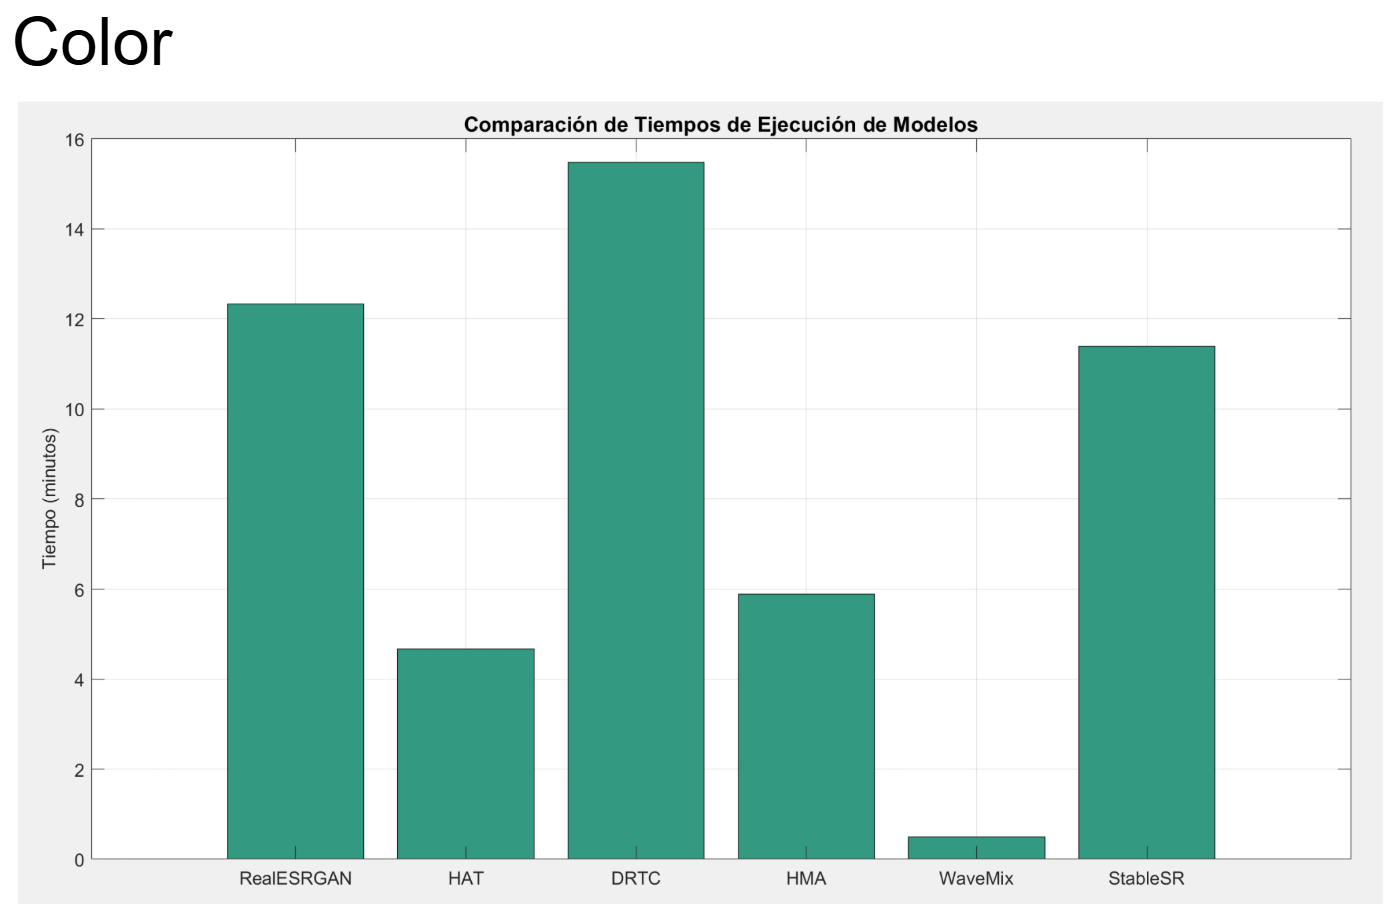 Color
Comparación de Tiempos de Ejecución de Modelos
16
14
12
10
8
6
4
2
0
Tiempo (minutos)
RealESRGAN HAT DRTC HMA WaveMix StableSR